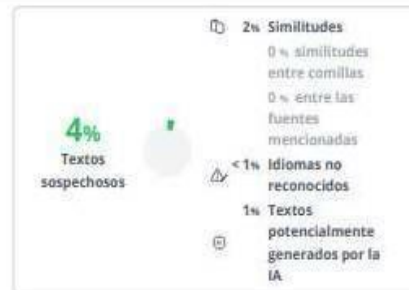 4%
Textos
sospechosos
2% Similitudes
0 % similitudes
entre comillas
0 % entre las
fuentes
mencionadas
< 1% Idiomas no
reconocidos
1% Textos
potencialmente
generados por la
IA